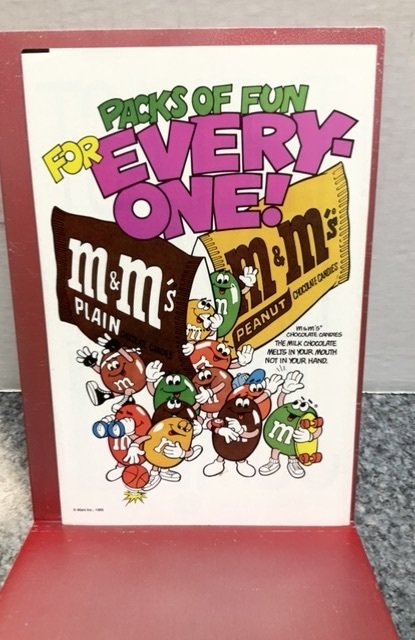 PACKS OF FUN
FOR EVERY-
ONE!
m&m's
PLAIN
m&m's
PEANUT
CHOCOLATE CANDIES
m&m's
CHOCOLATE CANDIES
THE MILK CHOCOLATE
MELTS IN YOUR MOUTH
NOT IN YOUR HAND.
m
m
m
m
m
m